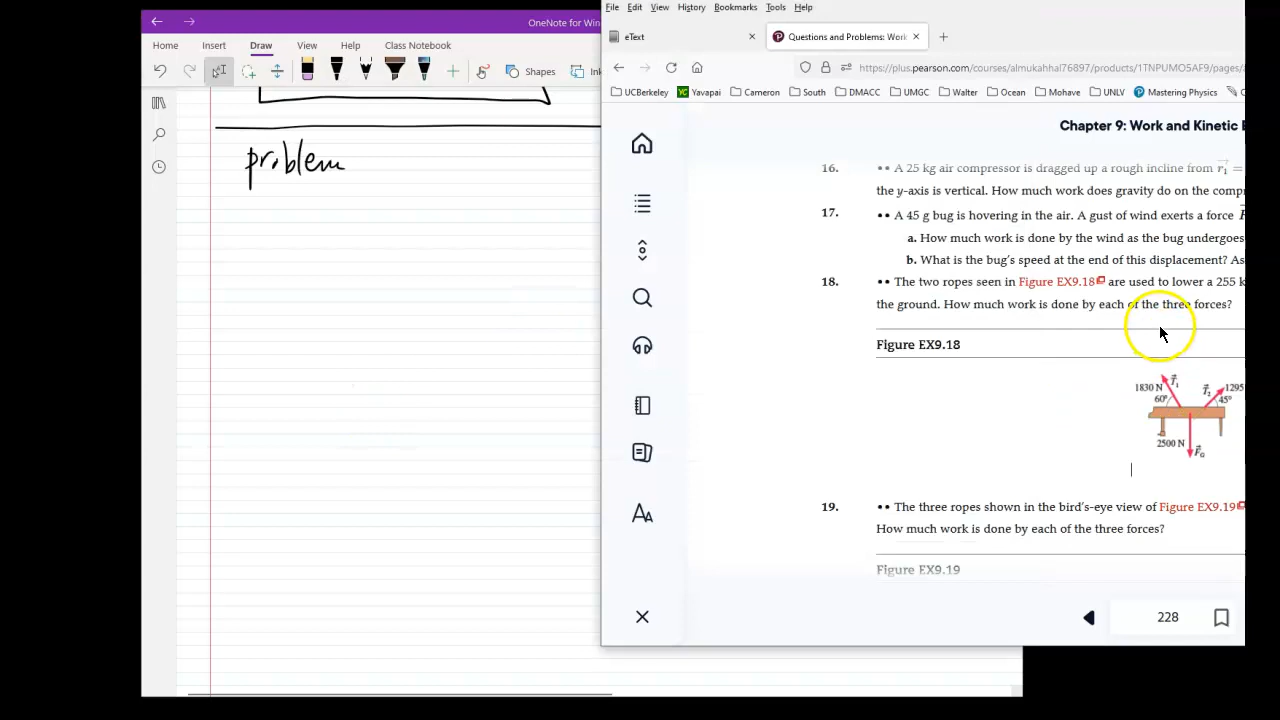 OneNote for Win
Home Insert Draw View Help Class Notebook
Shapes
Ink
problem
File Edit View History Bookmarks Tools Help
eText
Questions and Problems: Work
https://plus.pearson.com/courses/almukahhal76897/products/1TNPUMO5AF9/pages/
UCBerkeley Yavapai Cameron South DMACC UMGC Walter Ocean Mohave UNLV Mastering Physics
Chapter 9: Work and Kinetic E
16. •• A 25 kg air compressor is dragged up a rough incline from r₁ =
the y-axis is vertical. How much work does gravity do on the comp
17. •• A 45 g bug is hovering in the air. A gust of wind exerts a force F
a. How much work is done by the wind as the bug undergoes
b. What is the bug's speed at the end of this displacement? As
18. •• The two ropes seen in Figure EX9.18 are used to lower a 255 k
the ground. How much work is done by each of the three forces?
Figure EX9.18
1830 N T₁ T₂ 1295
60° 45°
2500 N F_G
19. •• The three ropes shown in the bird's-eye view of Figure EX9.19
How much work is done by each of the three forces?
Figure EX9.19
228